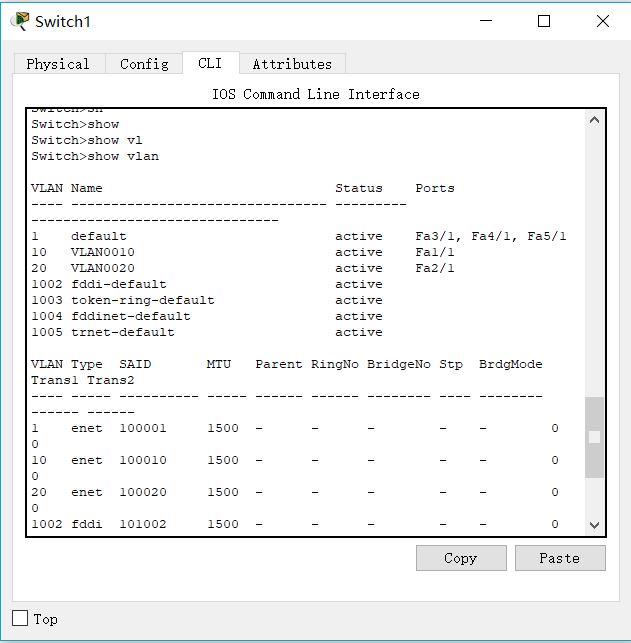 Switch1
Physical Config CLI Attributes
IOS Command Line Interface
Switch>sh
Switch>show
Switch>show vl
Switch>show vlan
VLAN Name                             Status    Ports
---- -------------------------------- ---------
-------------------------------
1    default                          active    Fa3/1, Fa4/1, Fa5/1
10   VLAN0010                         active    Fa1/1
20   VLAN0020                         active    Fa2/1
1002 fddi-default                     active
1003 token-ring-default               active
1004 fddinet-default                  active
1005 trnet-default                    active
VLAN Type  SAID       MTU   Parent RingNo BridgeNo Stp  BrdgMode
Trans1 Trans2
---- ----- ---------- ----- ------ ------ -------- ---- --------
------ ------
1    enet  100001     1500  -      -      -        -    -        0
0
10   enet  100010     1500  -      -      -        -    -        0
0
20   enet  100020     1500  -      -      -        -    -        0
0
1002 fddi  101002     1500  -      -      -        -    -        0
Copy Paste
Top